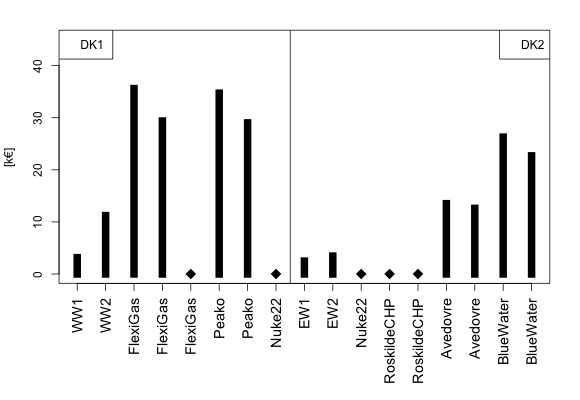 DK1
DK2
[k€]
40
30
20
10
0
WW1
WW2
FlexiGas
FlexiGas
FlexiGas
Peako
Peako
Nuke22
EW1
EW2
Nuke22
RoskildeCHP
RoskildeCHP
Avedovre
Avedovre
BlueWater
BlueWater